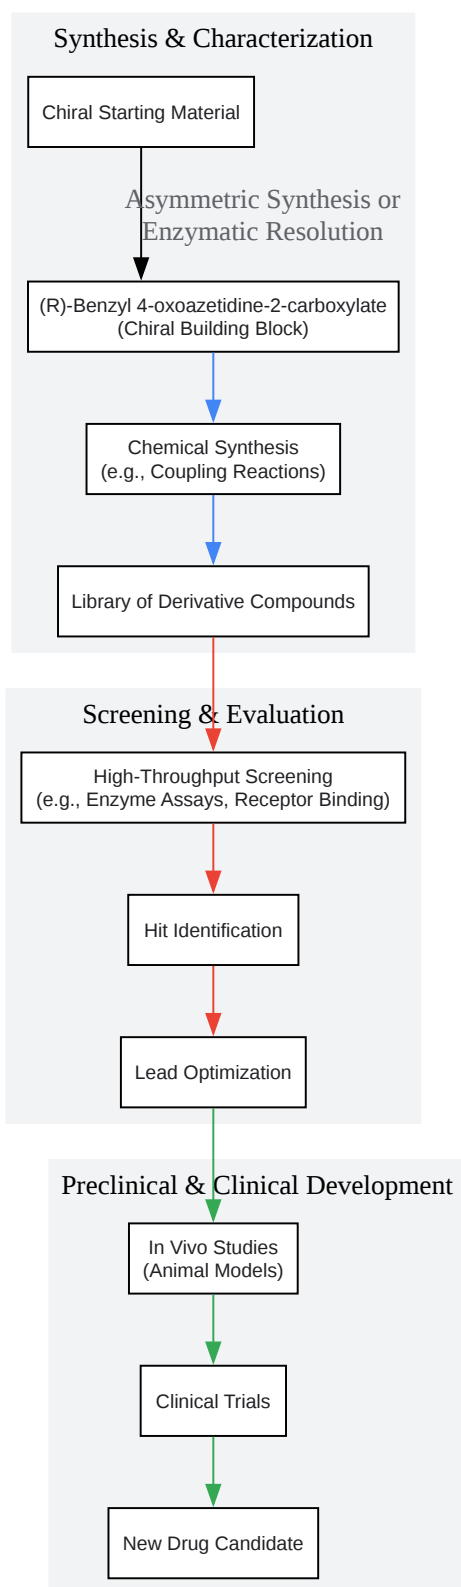 Synthesis & Characterization
Chiral Starting Material
Asymmetric Synthesis or
Enzymatic Resolution
(R)-Benzyl 4-oxoazetidine-2-carboxylate
(Chiral Building Block)
Chemical Synthesis
(e.g., Coupling Reactions)
Library of Derivative Compounds
Screening & Evaluation
High-Throughput Screening
(e.g., Enzyme Assays, Receptor Binding)
Hit Identification
Lead Optimization
Preclinical & Clinical Development
In Vivo Studies
(Animal Models)
Clinical Trials
New Drug Candidate